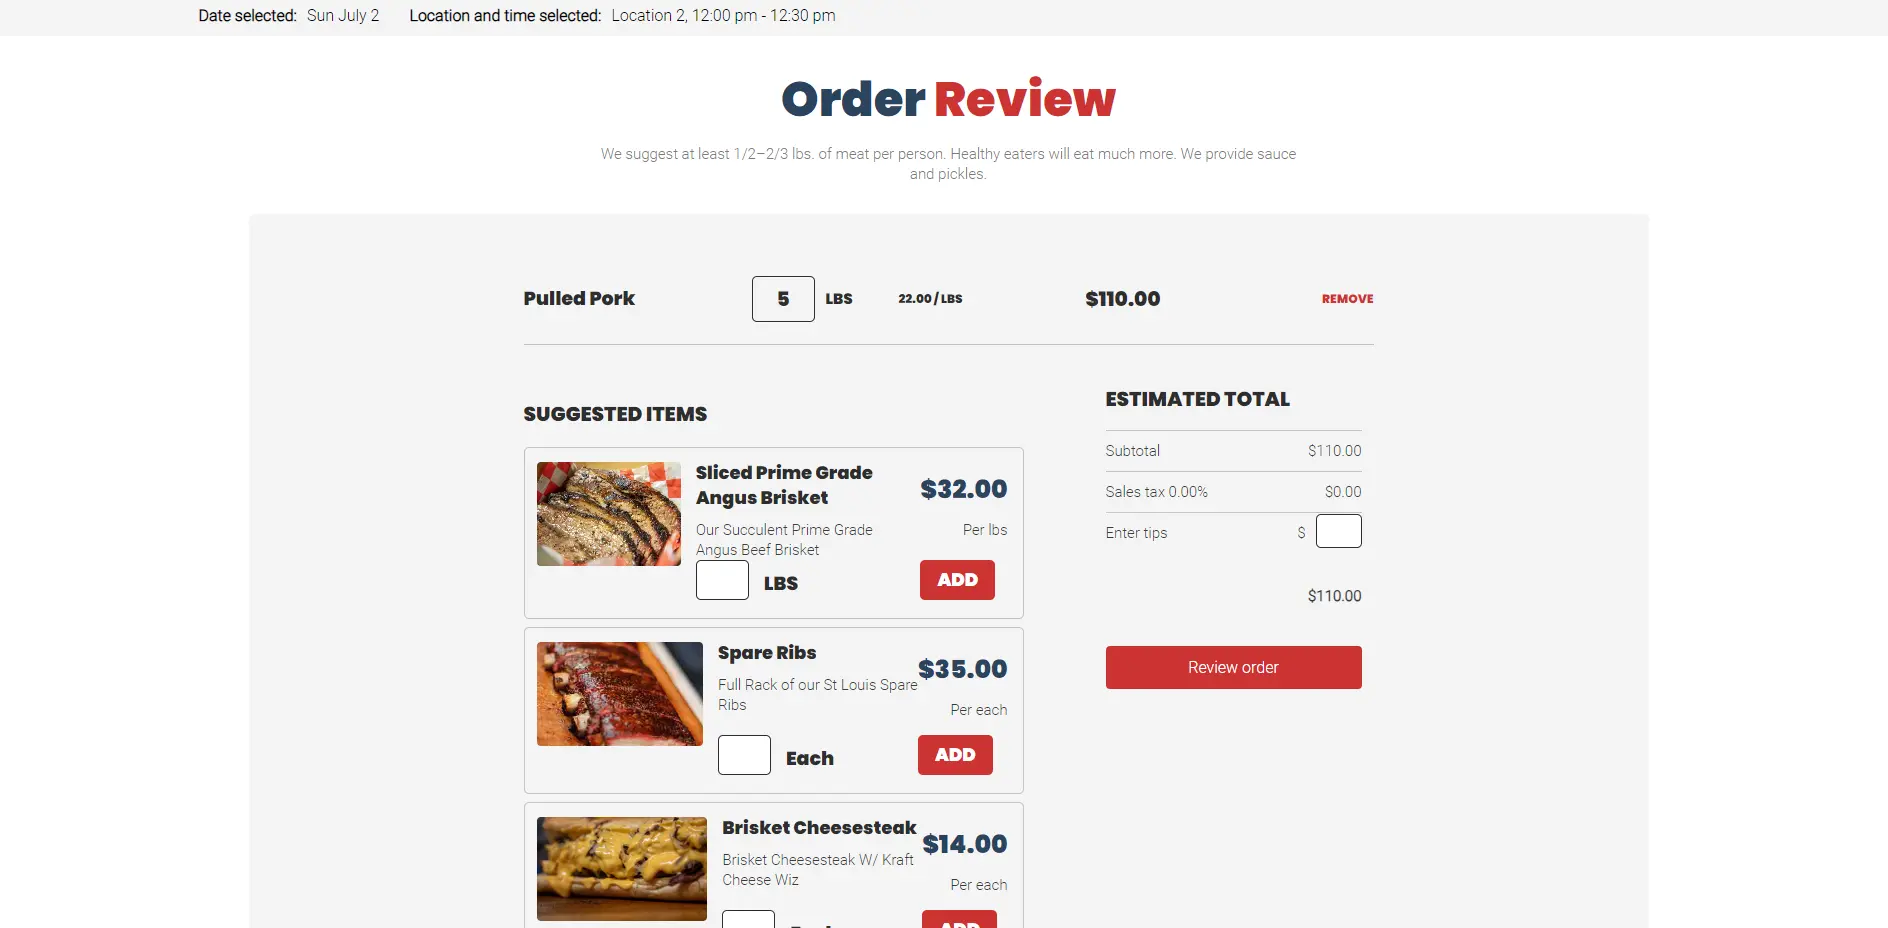 Date selected: Sun July 2 Location and time selected: Location 2, 12:00 pm - 12:30 pm
Order Review
We suggest at least 1/2–2/3 lbs. of meat per person. Healthy eaters will eat much more. We provide sauce
and pickles.
Pulled Pork 5 LBS 22.00 / LBS $110.00 REMOVE
SUGGESTED ITEMS
Sliced Prime Grade
Angus Brisket
$32.00
Our Succulent Prime Grade
Angus Beef Brisket
Per lbs
LBS ADD
Spare Ribs
$35.00
Full Rack of our St Louis Spare
Ribs
Per each
Each ADD
Brisket Cheesesteak
$14.00
Brisket Cheesesteak W/ Kraft
Cheese Wiz
Per each
Each ADD
ESTIMATED TOTAL
Subtotal $110.00
Sales tax 0.00% $0.00
Enter tips $
$110.00
Review order